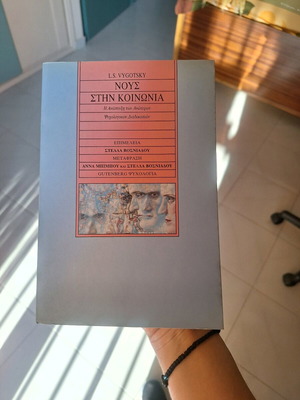 L.S. VYGOTSKY
ΝΟΥΣ
ΣΤΗΝ ΚΟΙΝΩΝΙΑ
Η Ανάπτυξη των Ανώτερων
Ψυχολογικών Διαδικασιών
ΕΠΙΜΕΛΕΙΑ
ΣΤΕΛΛΑ ΒΟΣΝΙΑΔΟΥ
ΜΕΤΑΦΡΑΣΗ
ΑΝΝΑ ΜΠΙΜΠΟΥ και ΣΤΕΛΛΑ ΒΟΣΝΙΑΔΟΥ
GUTENBERG ΨΥΧΟΛΟΓΙΑ